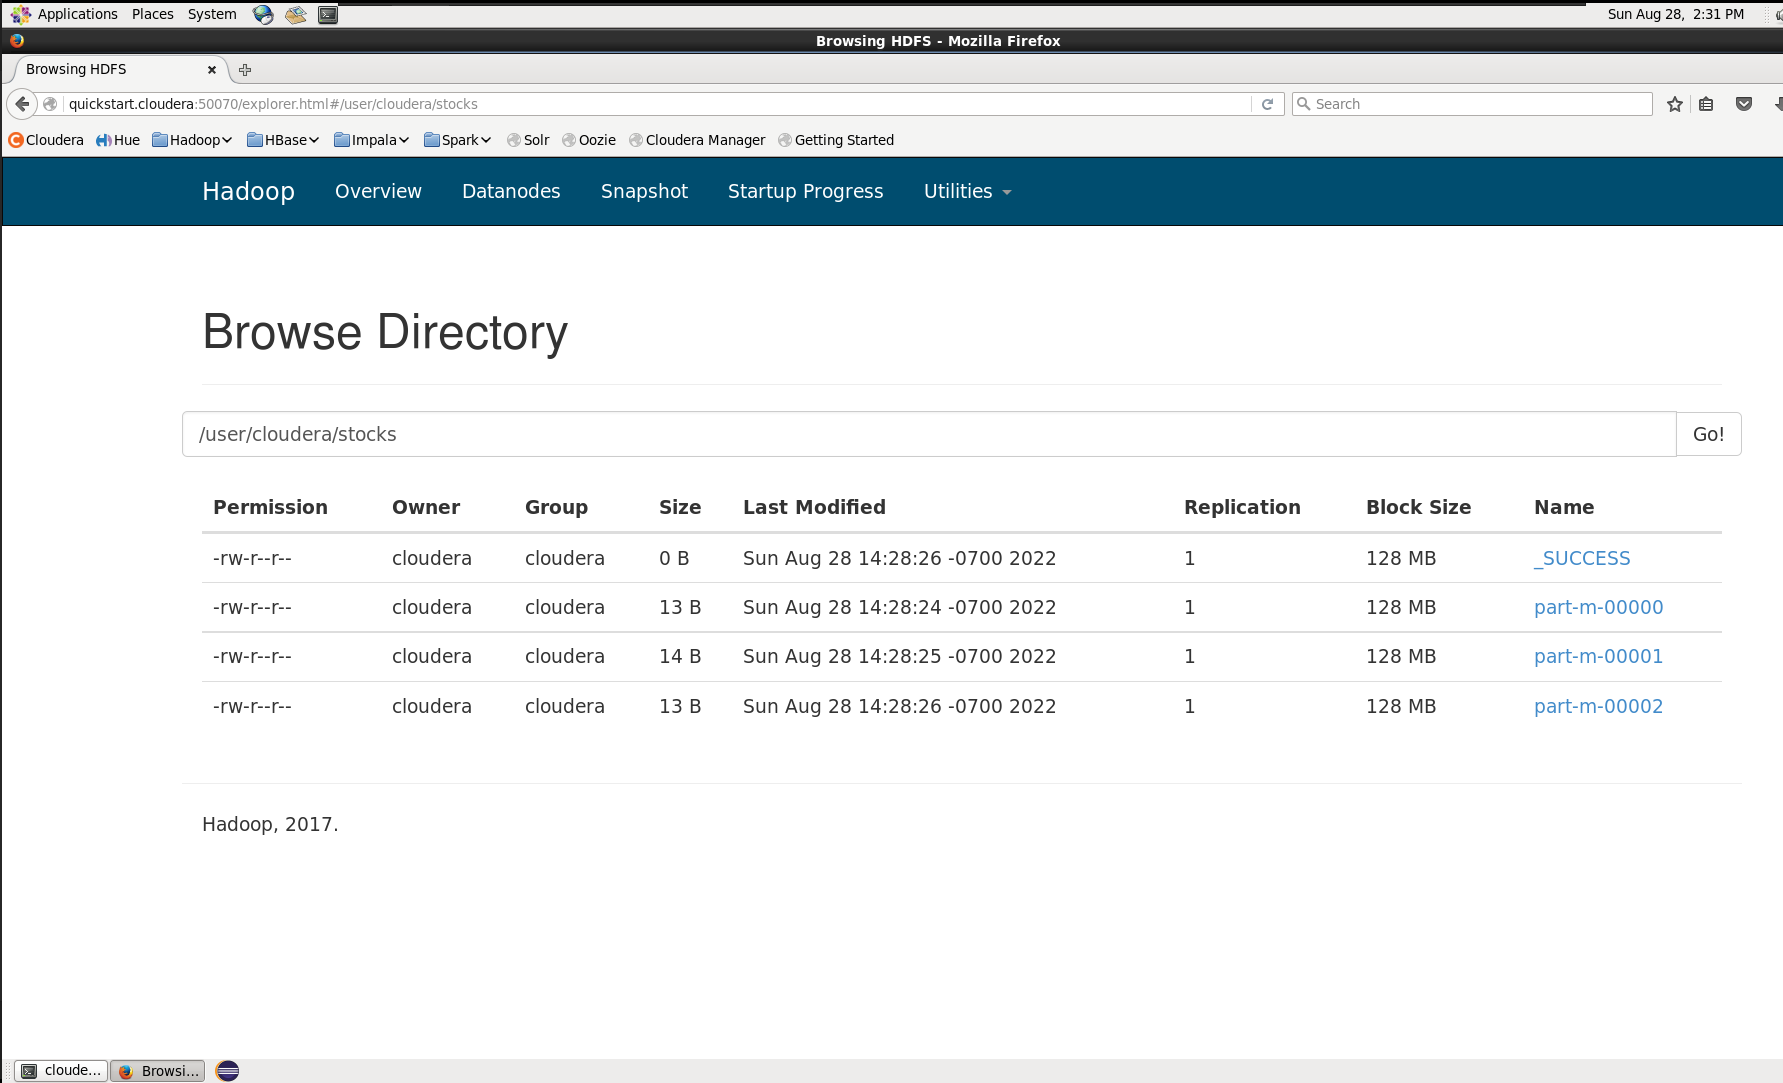 Applications Places System Sun Aug 28, 2:31 PM
Browsing HDFS - Mozilla Firefox
Browsing HDFS
quickstart.cloudera:50070/explorer.html#/user/cloudera/stocks Search
Cloudera Hue Hadoop HBase Impala Spark Solr Oozie Cloudera Manager Getting Started
Hadoop Overview Datanodes Snapshot Startup Progress Utilities
Browse Directory
/user/cloudera/stocks Go!
Permission Owner Group Size Last Modified Replication Block Size Name
-rw-r--r-- cloudera cloudera 0 B Sun Aug 28 14:28:26 -0700 2022 1 128 MB _SUCCESS
-rw-r--r-- cloudera cloudera 13 B Sun Aug 28 14:28:24 -0700 2022 1 128 MB part-m-00000
-rw-r--r-- cloudera cloudera 14 B Sun Aug 28 14:28:25 -0700 2022 1 128 MB part-m-00001
-rw-r--r-- cloudera cloudera 13 B Sun Aug 28 14:28:26 -0700 2022 1 128 MB part-m-00002
Hadoop, 2017.
cloude... Browsi...